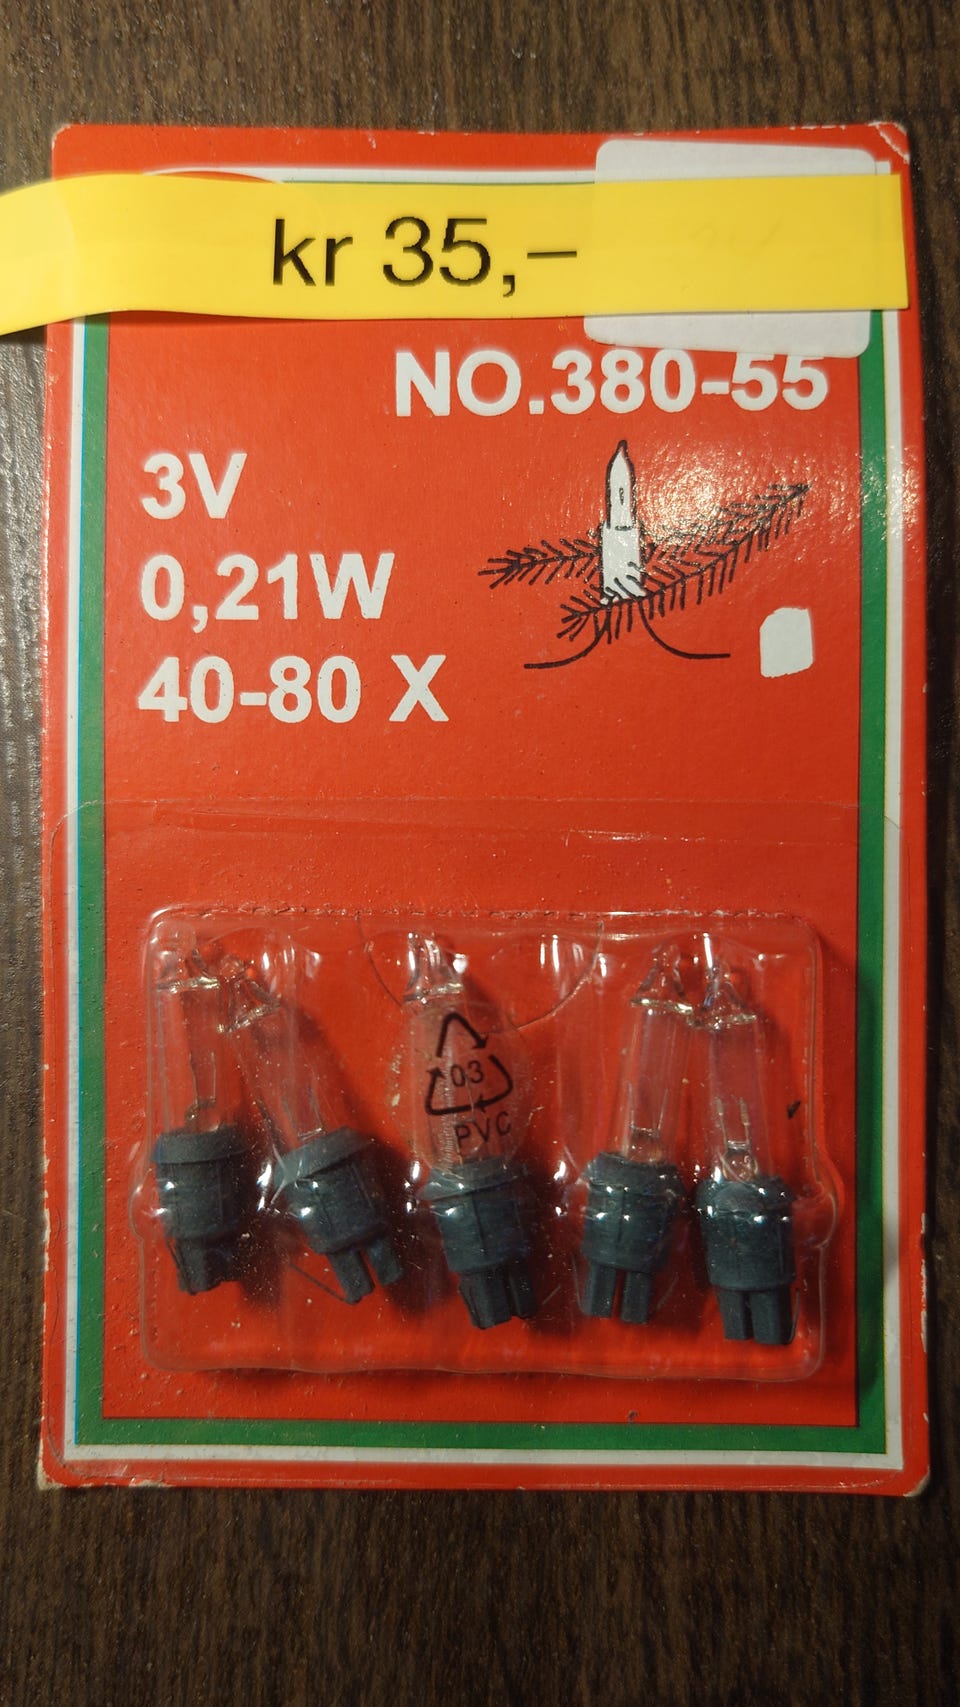 kr 35,–
NO.380-55
3V
0,21W
40-80 X
03
PVC